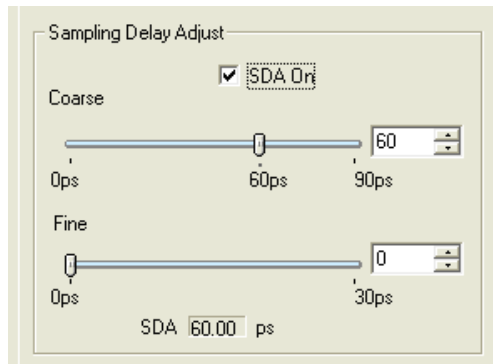 Sampling Delay Adjust
SDA On
Coarse
60
0ps 60ps 90ps
Fine
0
0ps 30ps
SDA 60.00 ps